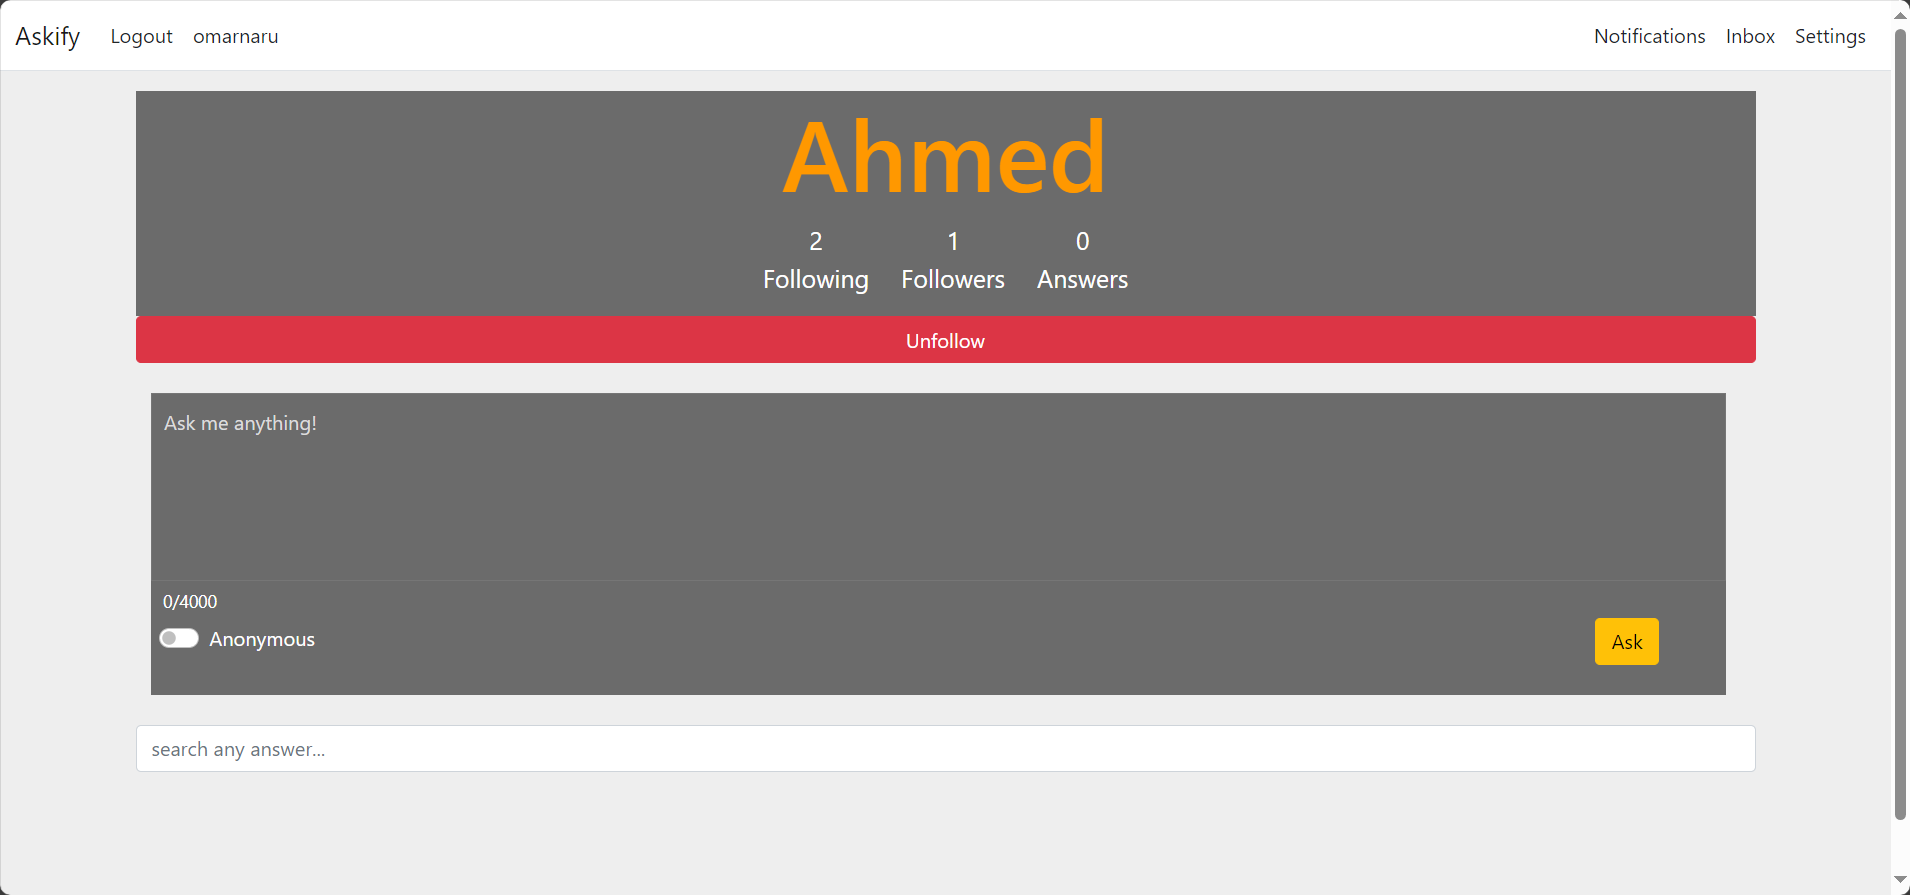 Askify Logout omarnaru Notifications Inbox Settings
Ahmed
2 1 0
Following Followers Answers
Unfollow
Ask me anything!
0/4000
Anonymous Ask
search any answer...